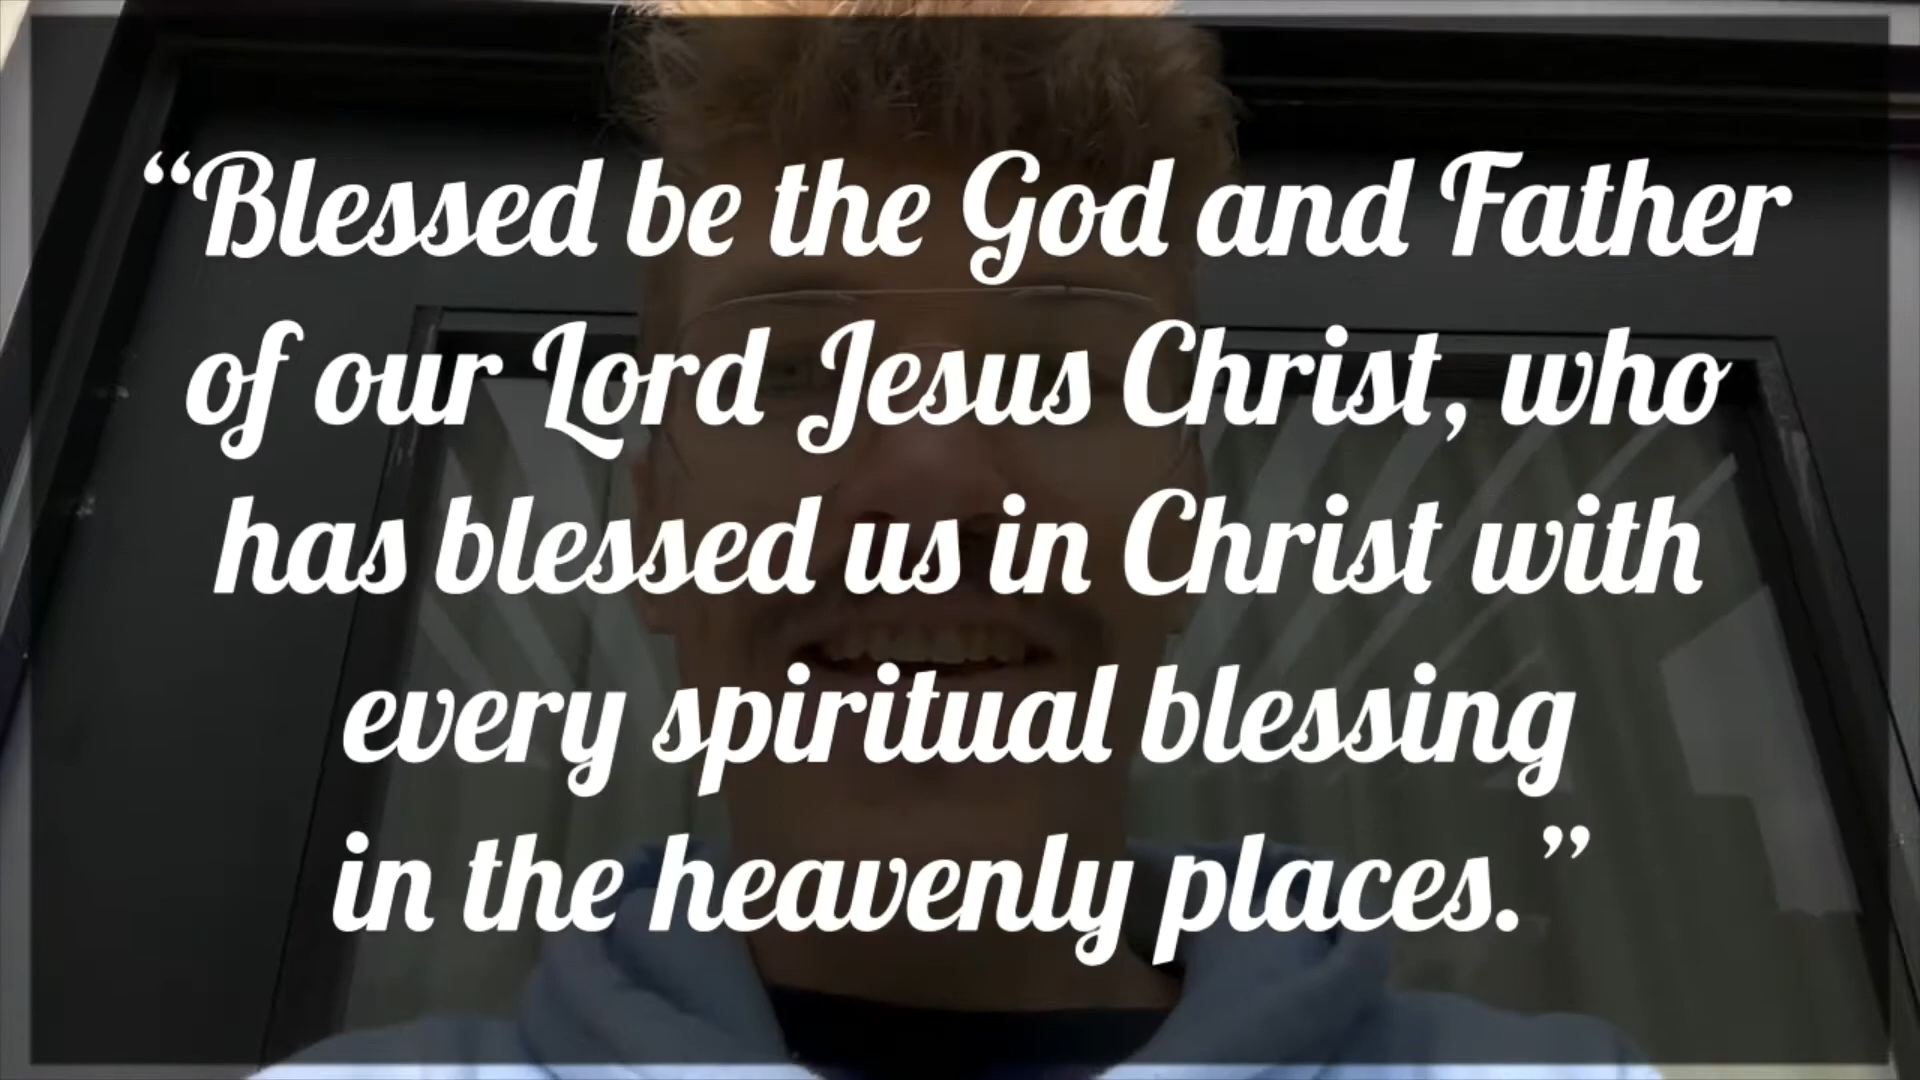 “Blessed be the God and Father
of our Lord Jesus Christ, who
has blessed us in Christ with
every spiritual blessing
in the heavenly places.”